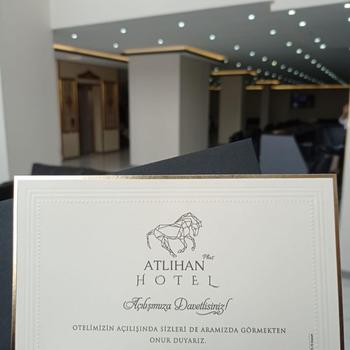 Plus
ATLIHAN
HOTEL
Açılışımıza Davetlisiniz!
OTELİMİZİN AÇILIŞINDA SİZLERİ DE ARAMIZDA GÖRMEKTEN
ONUR DUYARIZ.